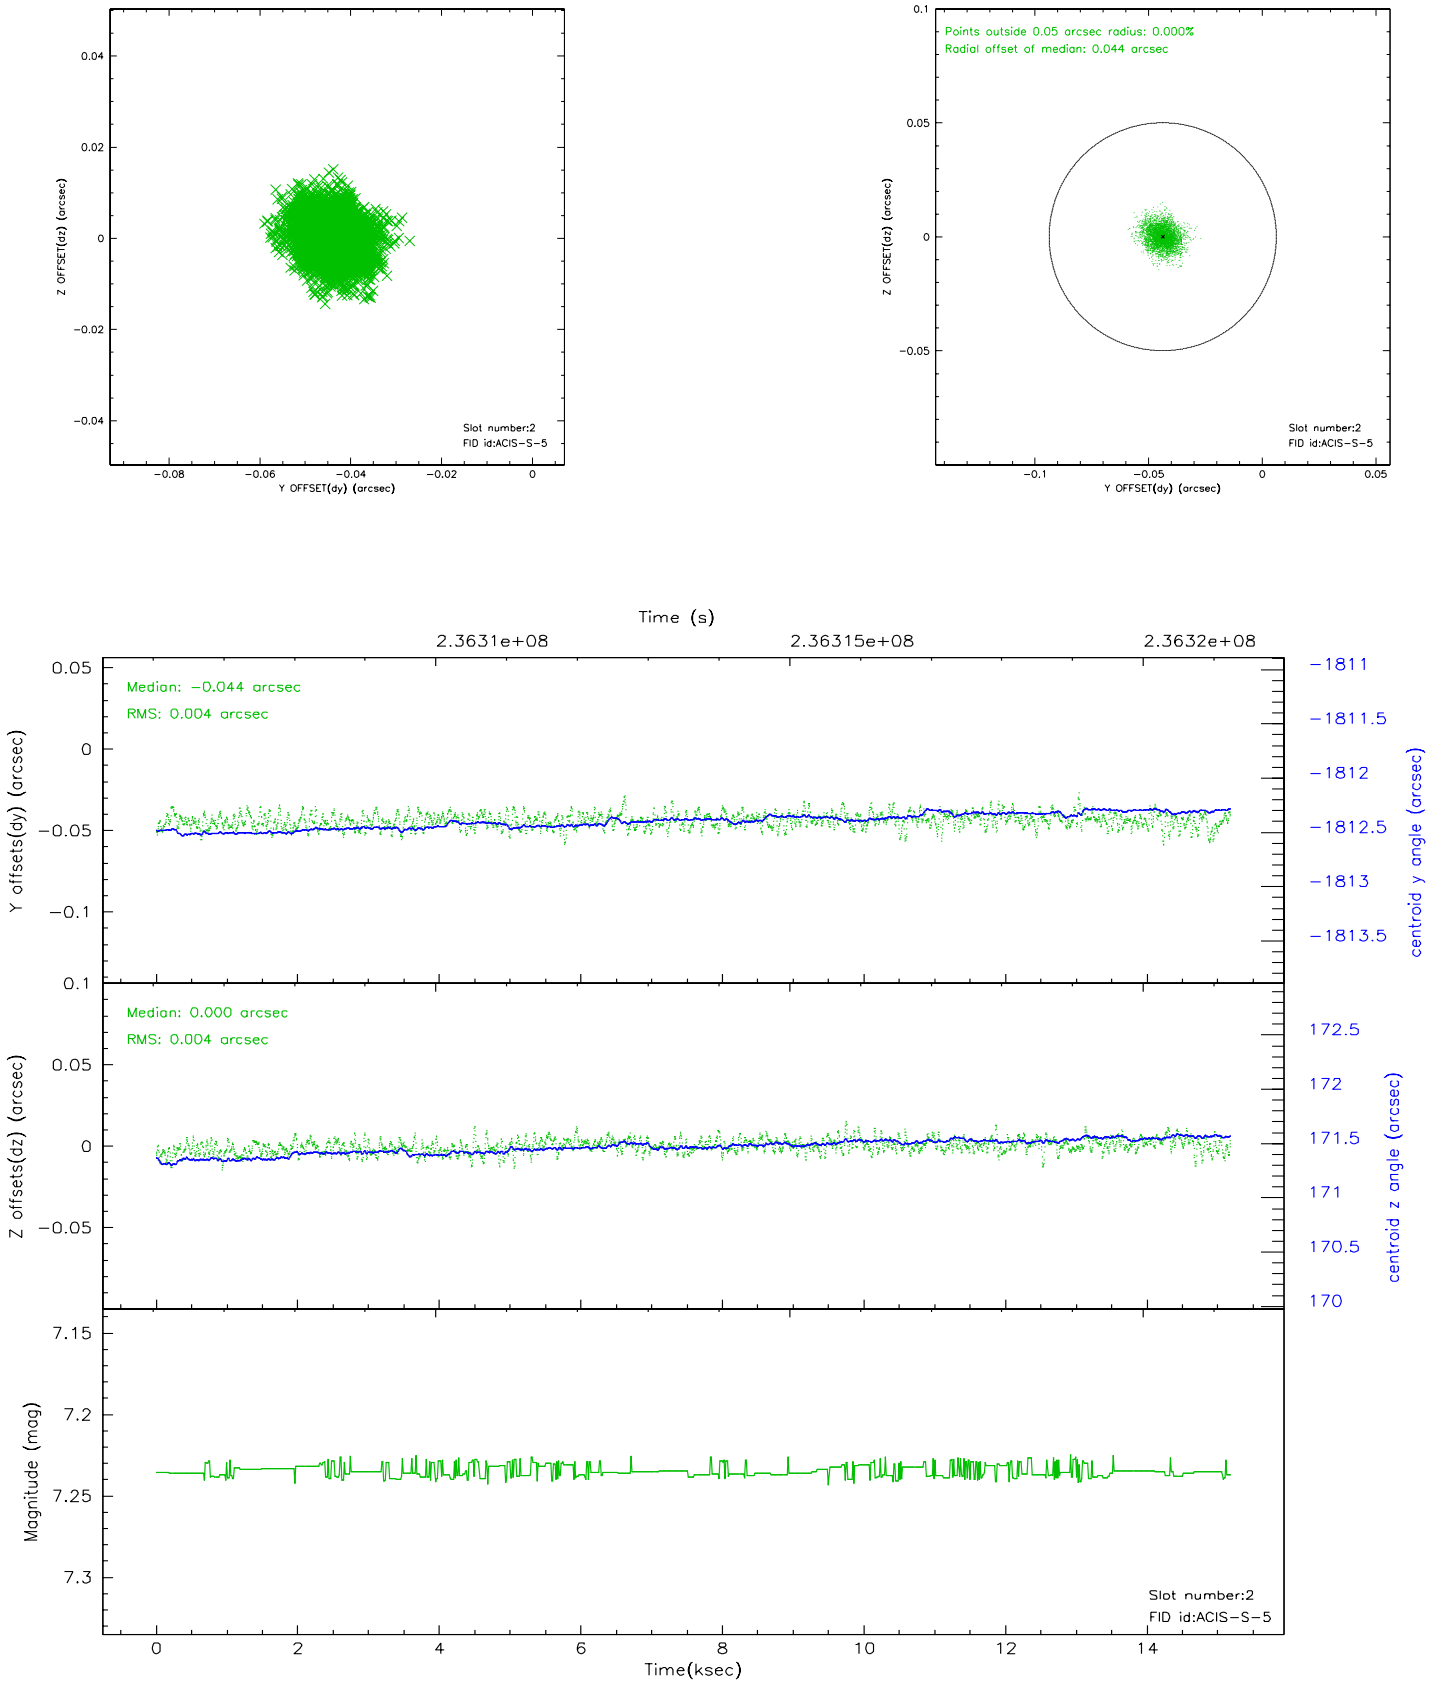 0.04
0.02
0
−0.02
−0.04
Z OFFSET(dz) (arcsec)
Slot number:2
FID id:ACIS−S−5
−0.08 −0.06 −0.04 −0.02 0
Y OFFSET(dy) (arcsec)
0.1
0.05
0
−0.05
Z OFFSET(dz) (arcsec)
Points outside 0.05 arcsec radius: 0.000%
Radial offset of median: 0.044 arcsec
Slot number:2
FID id:ACIS−S−5
−0.1 −0.05 0 0.05
Y OFFSET(dy) (arcsec)
Time (s)
2.3631e+08 2.36315e+08 2.3632e+08
0.05
0
−0.05
−0.1
Y offsets(dy) (arcsec)
Median: −0.044 arcsec
RMS: 0.004 arcsec
−1811
−1811.5
−1812
−1812.5
−1813
−1813.5
centroid y angle (arcsec)
0.1
0.05
0
−0.05
Z offsets(dz) (arcsec)
Median: 0.000 arcsec
RMS: 0.004 arcsec
172.5
172
171.5
171
170.5
170
centroid z angle (arcsec)
7.15
7.2
7.25
7.3
Magnitude (mag)
Slot number:2
FID id:ACIS−S−5
0 2 4 6 8 10 12 14
Time(ksec)